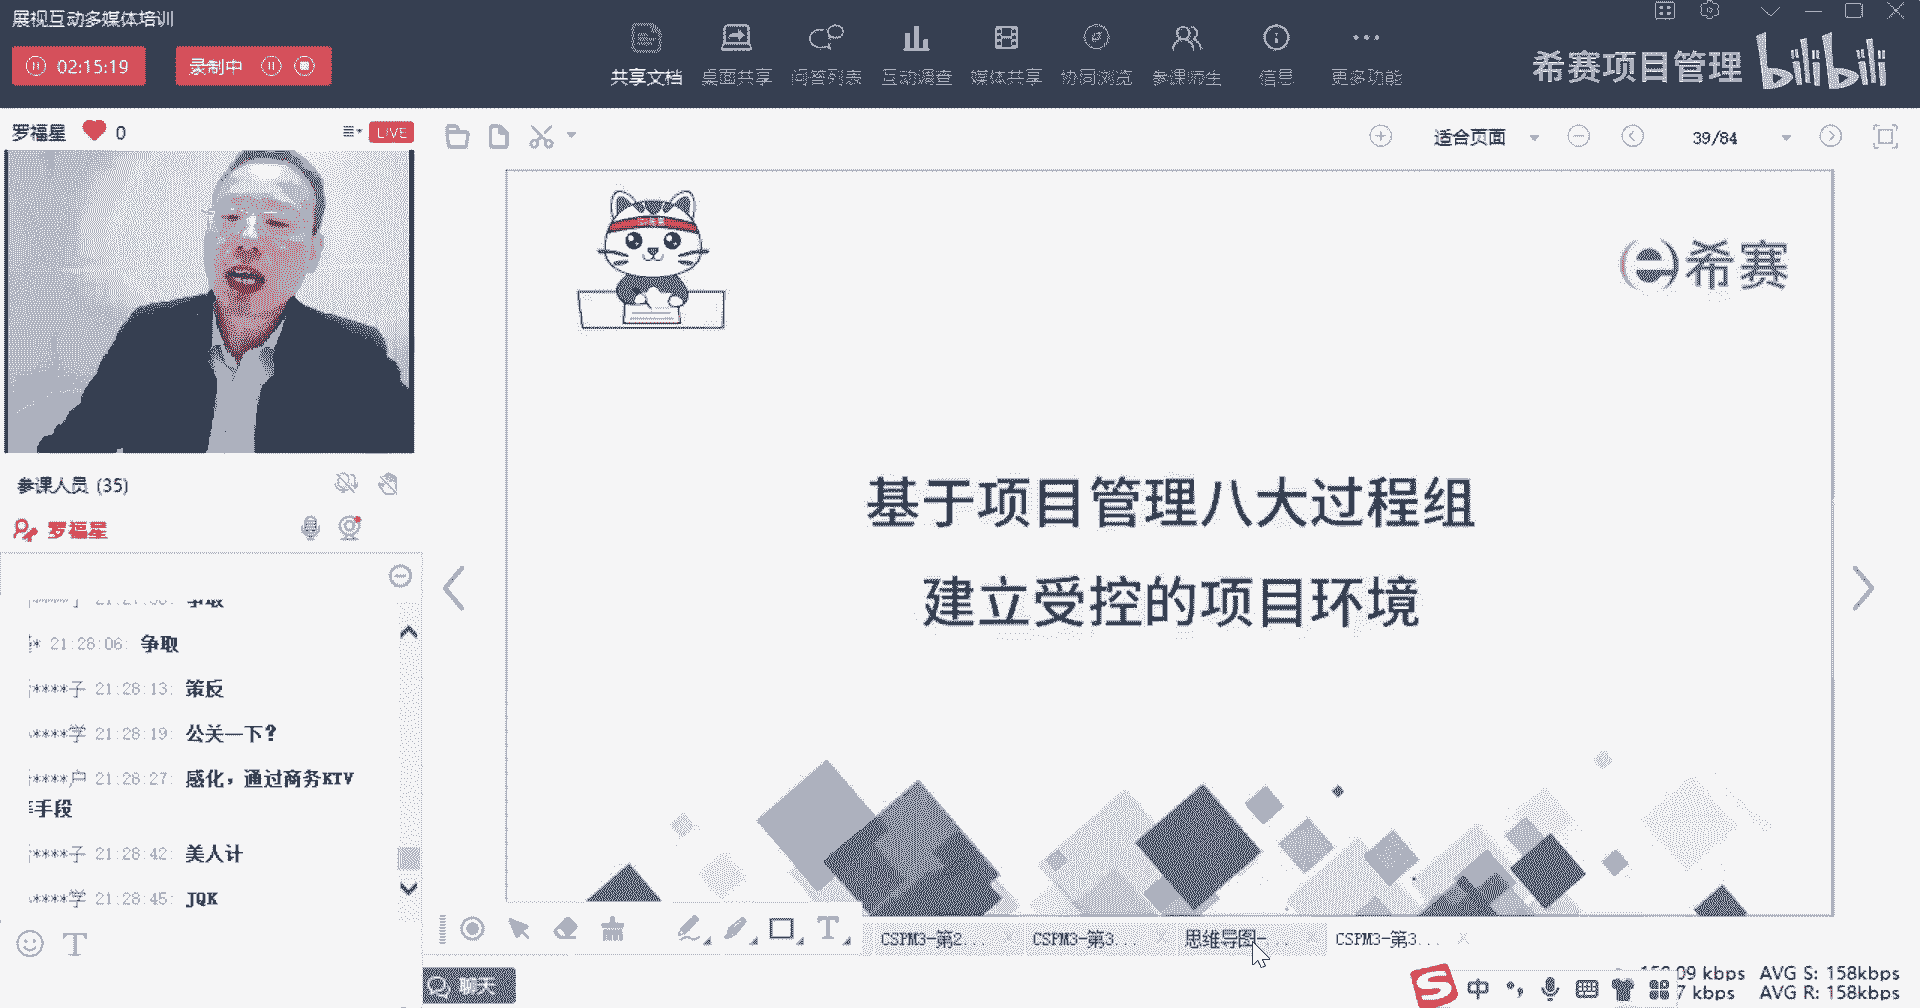 展视互动多媒体培训
02:15:19
录制中
共享文档
桌面共享
问答列表
互动调查
媒体共享
协同浏览
参课师生
信息
更多功能
希赛项目管理 bilibili
罗福星 0
LIVE
适合页面
39/84
希赛
参课人员 (35)
罗福星
基于项目管理八大过程组
建立受控的项目环境
争取
21:28:06: 争取
****子 21:28:13: 策反
****学 21:28:19: 公关一下?
****户 21:28:27: 感化，通过商务KTV
手段
****子 21:28:42: 美人计
****学 21:28:45: JQK
CSPM3-第2...
CSPM3-第3...
思维导图-...
CSPM3-第3...
聊天
中
kbps AVG S: 158kbps
kbps AVG R: 158kbps